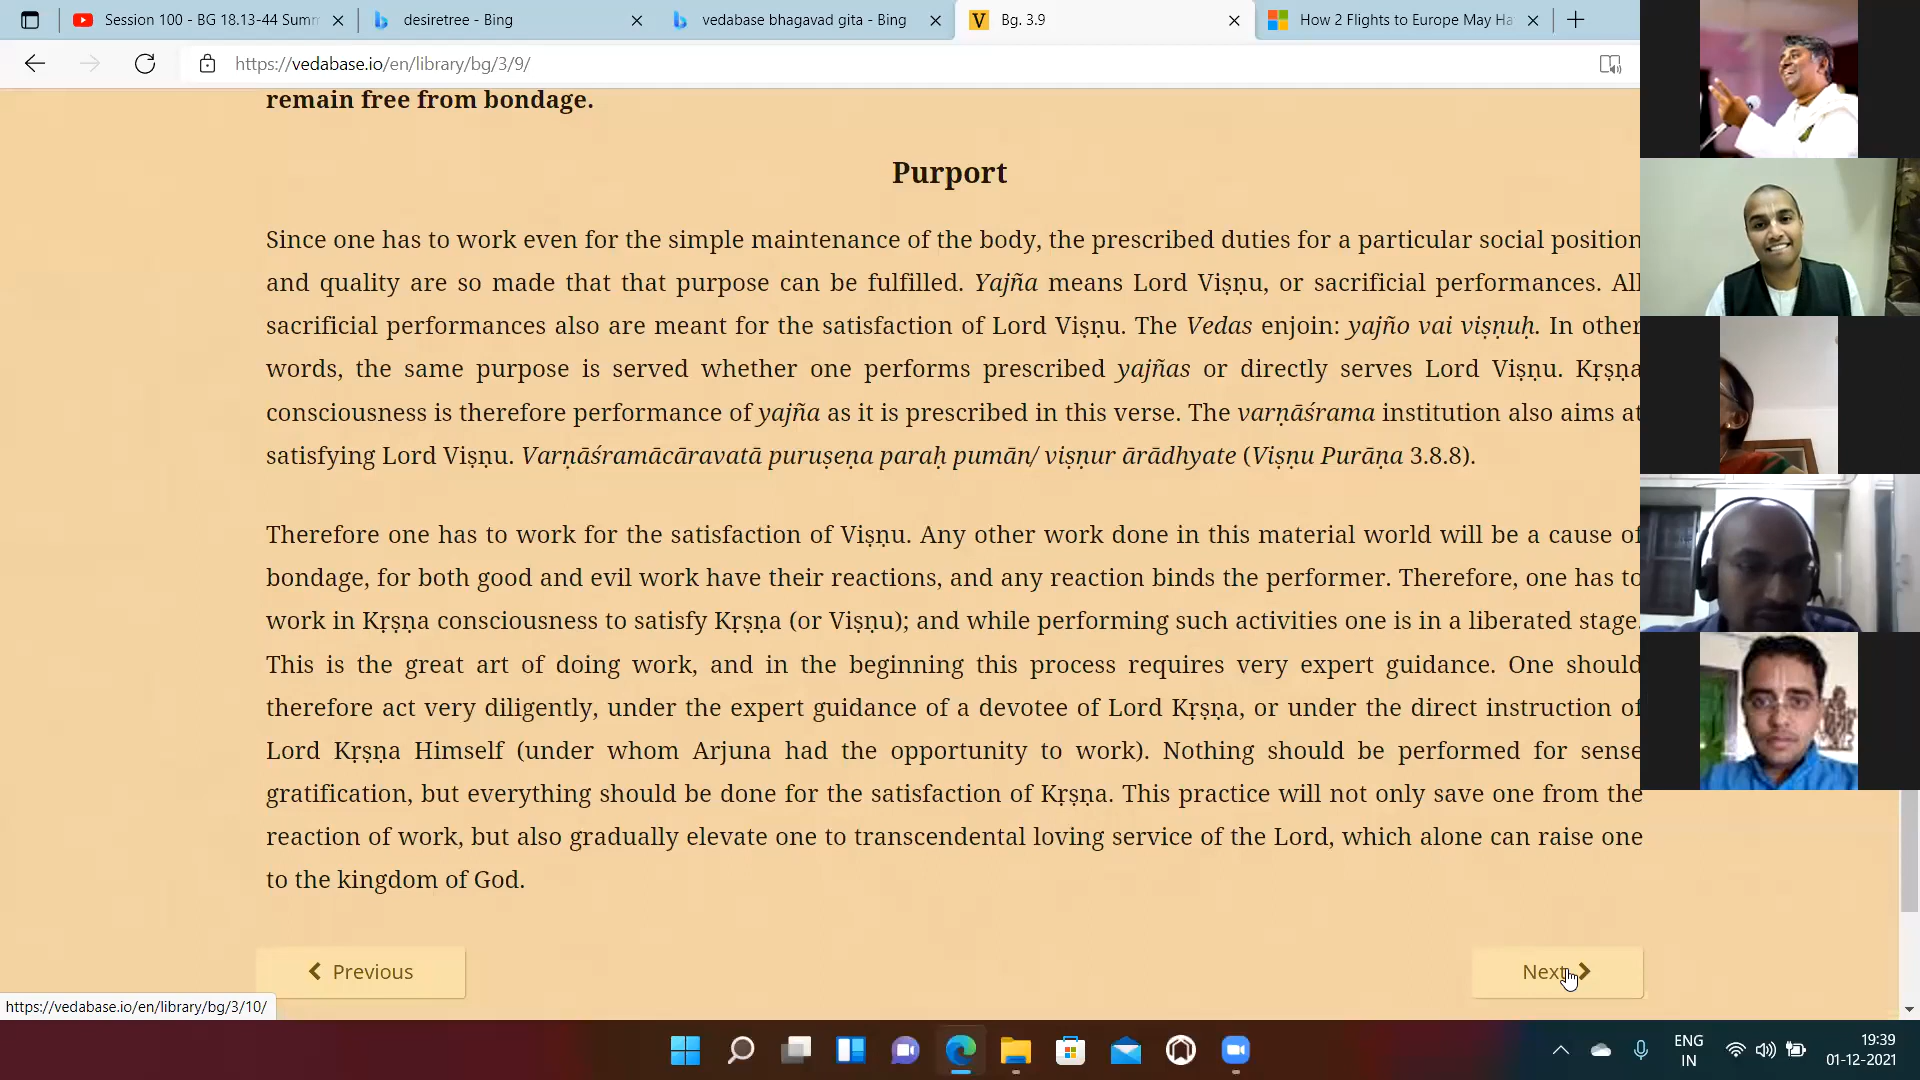 Session 100 - BG 18.13-44 Summ
desiretree - Bing
vedabase bhagavad gita - Bing
V
Bg. 3.9
How 2 Flights to Europe May Ha
https://vedabase.io/en/library/bg/3/9/
remain free from bondage.
Purport
Since one has to work even for the simple maintenance of the body, the prescribed duties for a particular social position
and quality are so made that that purpose can be fulfilled. Yajña means Lord Viṣṇu, or sacrificial performances. All
sacrificial performances also are meant for the satisfaction of Lord Viṣṇu. The Vedas enjoin: yajño vai viṣṇuḥ. In other
words, the same purpose is served whether one performs prescribed yajñas or directly serves Lord Viṣṇu. Kṛṣṇa
consciousness is therefore performance of yajña as it is prescribed in this verse. The varṇāśrama institution also aims at
satisfying Lord Viṣṇu. Varṇāśramācāravatā puruṣeṇa paraḥ pumān/ viṣṇur ārādhyate (Viṣṇu Purāṇa 3.8.8).
Therefore one has to work for the satisfaction of Viṣṇu. Any other work done in this material world will be a cause of
bondage, for both good and evil work have their reactions, and any reaction binds the performer. Therefore, one has to
work in Kṛṣṇa consciousness to satisfy Kṛṣṇa (or Viṣṇu); and while performing such activities one is in a liberated stage.
This is the great art of doing work, and in the beginning this process requires very expert guidance. One should
therefore act very diligently, under the expert guidance of a devotee of Lord Kṛṣṇa, or under the direct instruction of
Lord Kṛṣṇa Himself (under whom Arjuna had the opportunity to work). Nothing should be performed for sense
gratification, but everything should be done for the satisfaction of Kṛṣṇa. This practice will not only save one from the
reaction of work, but also gradually elevate one to transcendental loving service of the Lord, which alone can raise one
to the kingdom of God.
Previous
Next
https://vedabase.io/en/library/bg/3/10/
ENG
IN
19:39
01-12-2021